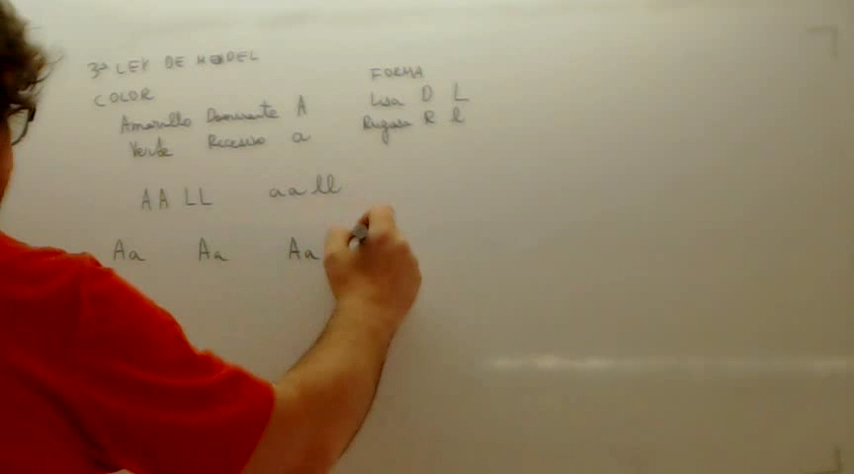 3ª LEY DE MENDEL
COLOR
Amarillo Dominante A
Verde Recesivo a
FORMA
Lisa D L
Rugosa R l
AA LL aa ll
Aa Aa Aa